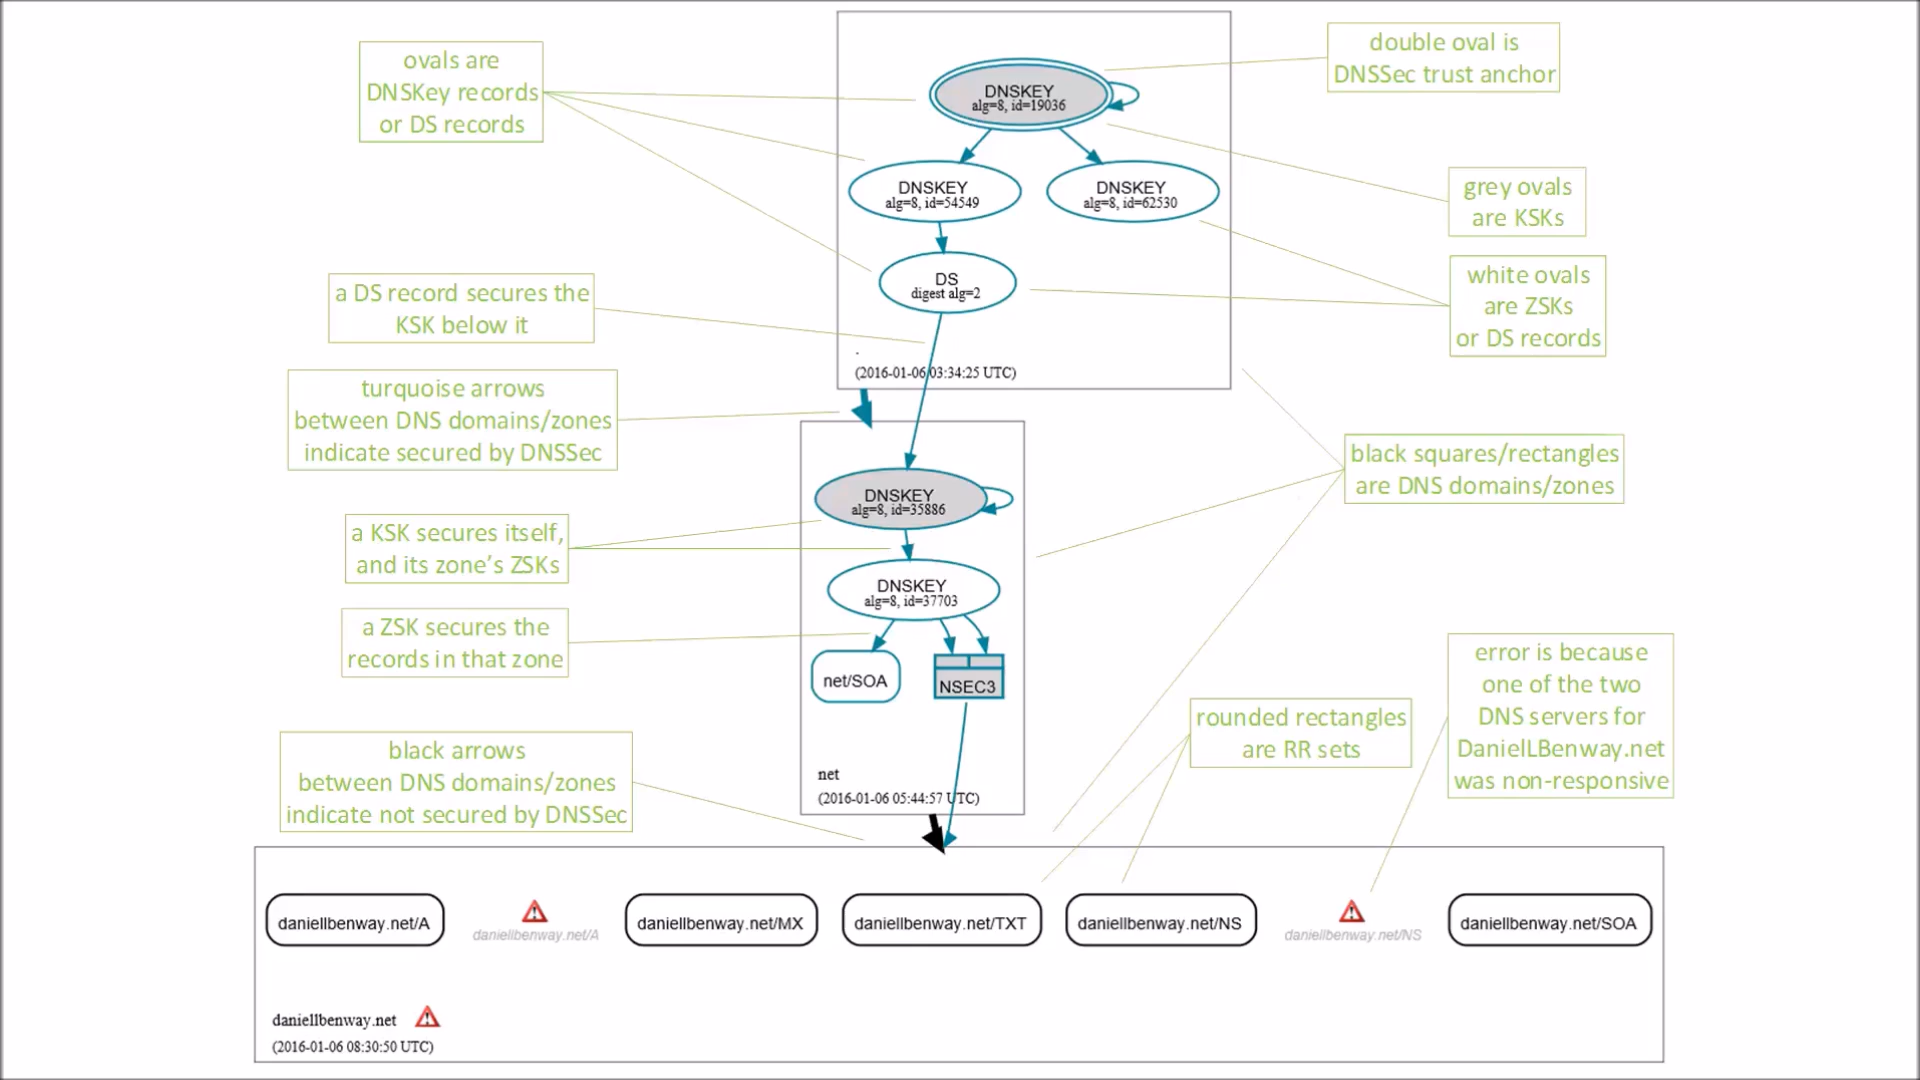 ovals are
DNSKey records
or DS records
double oval is
DNSSec trust anchor
DNSKEY
alg=8, id=19036
DNSKEY
alg=8, id=54549
DNSKEY
alg=8, id=62530
grey ovals
are KSKs
DS
digest alg=2
white ovals
are ZSKs
or DS records
a DS record secures the
KSK below it
.
(2016-01-06 03:34:25 UTC)
turquoise arrows
between DNS domains/zones
indicate secured by DNSSec
black squares/rectangles
are DNS domains/zones
DNSKEY
alg=8, id=35886
a KSK secures itself,
and its zone’s ZSKs
DNSKEY
alg=8, id=37703
a ZSK secures the
records in that zone
net/SOA
NSEC3
error is because
one of the two
DNS servers for
DanielLBenway.net
was non-responsive
rounded rectangles
are RR sets
black arrows
between DNS domains/zones
indicate not secured by DNSSec
net
(2016-01-06 05:44:57 UTC)
daniellbenway.net/A
daniellbenway.net/A
daniellbenway.net/MX
daniellbenway.net/TXT
daniellbenway.net/NS
daniellbenway.net/NS
daniellbenway.net/SOA
daniellbenway.net
(2016-01-06 08:30:50 UTC)